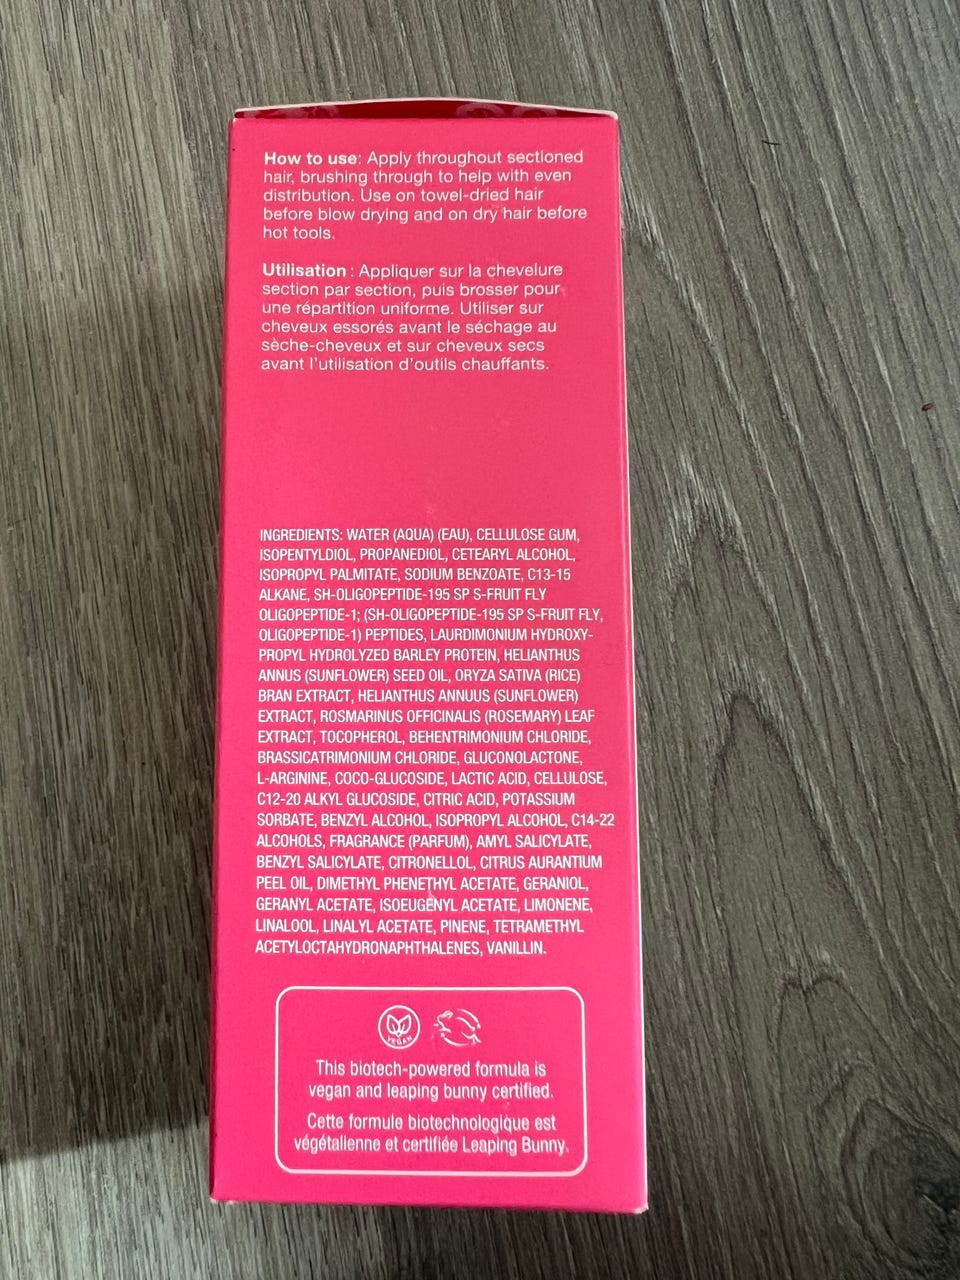 How to use: Apply throughout sectioned
hair, brushing through to help with even
distribution. Use on towel-dried hair
before blow drying and on dry hair before
hot tools.
Utilisation : Appliquer sur la chevelure
section par section, puis brosser pour
une répartition uniforme. Utiliser sur
cheveux essorés avant le séchage au
sèche-cheveux et sur cheveux secs
avant l'utilisation d'outils chauffants.
INGREDIENTS: WATER (AQUA) (EAU), CELLULOSE GUM,
ISOPENTYLDIOL, PROPANEDIOL, CETEARYL ALCOHOL,
ISOPROPYL PALMITATE, SODIUM BENZOATE, C13-15
ALKANE, SH-OLIGOPEPTIDE-195 SP S-FRUIT FLY
OLIGOPEPTIDE-1; (SH-OLIGOPEPTIDE-195 SP S-FRUIT FLY,
OLIGOPEPTIDE-1) PEPTIDES, LAURDIMONIUM HYDROXY-
PROPYL HYDROLYZED BARLEY PROTEIN, HELIANTHUS
ANNUS (SUNFLOWER) SEED OIL, ORYZA SATIVA (RICE)
BRAN EXTRACT, HELIANTHUS ANNUUS (SUNFLOWER)
EXTRACT, ROSMARINUS OFFICINALIS (ROSEMARY) LEAF
EXTRACT, TOCOPHEROL, BEHENTRIMONIUM CHLORIDE,
BRASSICATRIMONIUM CHLORIDE, GLUCONOLACTONE,
L-ARGININE, COCO-GLUCOSIDE, LACTIC ACID, CELLULOSE,
C12-20 ALKYL GLUCOSIDE, CITRIC ACID, POTASSIUM
SORBATE, BENZYL ALCOHOL, ISOPROPYL ALCOHOL, C14-22
ALCOHOLS, FRAGRANCE (PARFUM), AMYL SALICYLATE,
BENZYL SALICYLATE, CITRONELLOL, CITRUS AURANTIUM
PEEL OIL, DIMETHYL PHENETHYL ACETATE, GERANIOL,
GERANYL ACETATE, ISOEUGENYL ACETATE, LIMONENE,
LINALOOL, LINALYL ACETATE, PINENE, TETRAMETHYL
ACETYLOCTAHYDRONAPHTHALENES, VANILLIN.
VEGAN
This biotech-powered formula is
vegan and leaping bunny certified.
Cette formule biotechnologique est
végétalienne et certifiée Leaping Bunny.